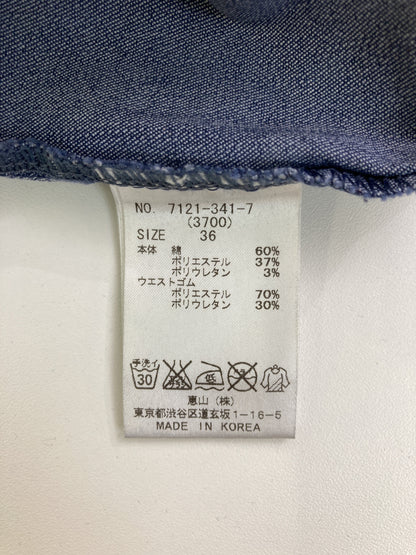 NO. 7121-341-7
(3700)
SIZE 36
本体 綿 60%
ポリエステル 37%
ポリウレタン 3%
ウエストゴム
ポリエステル 70%
ポリウレタン 30%
手洗イ
30
恵山(株)
東京都渋谷区道玄坂1-16-5
MADE IN KOREA